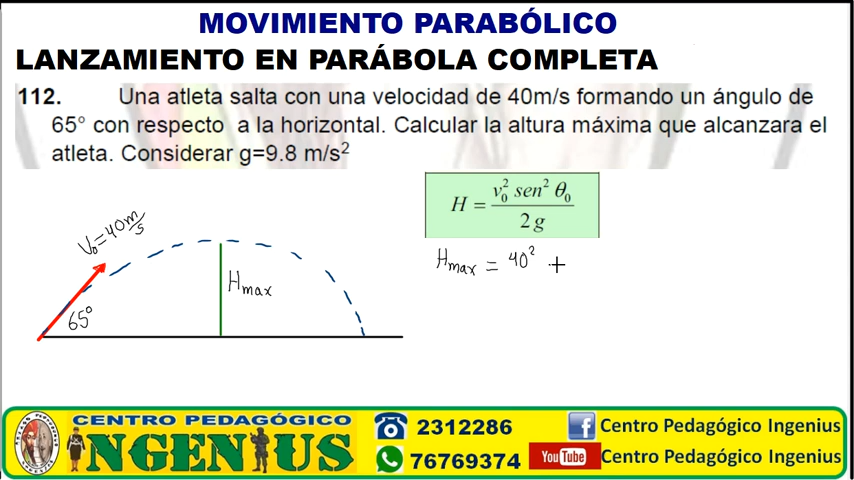 MOVIMIENTO PARABÓLICO
LANZAMIENTO EN PARÁBOLA COMPLETA
112. Una atleta salta con una velocidad de 40m/s formando un ángulo de
65° con respecto a la horizontal. Calcular la altura máxima que alcanzara el
atleta. Considerar g=9.8 m/s²
H = v₀² sen² θ₀ / 2 g
V₀=40m/s
Hmax = 40² +
Hmax
65°
CENTRO PEDAGÓGICO
INGENIUS
2312286
76769374
f Centro Pedagógico Ingenius
YouTube Centro Pedagógico Ingenius